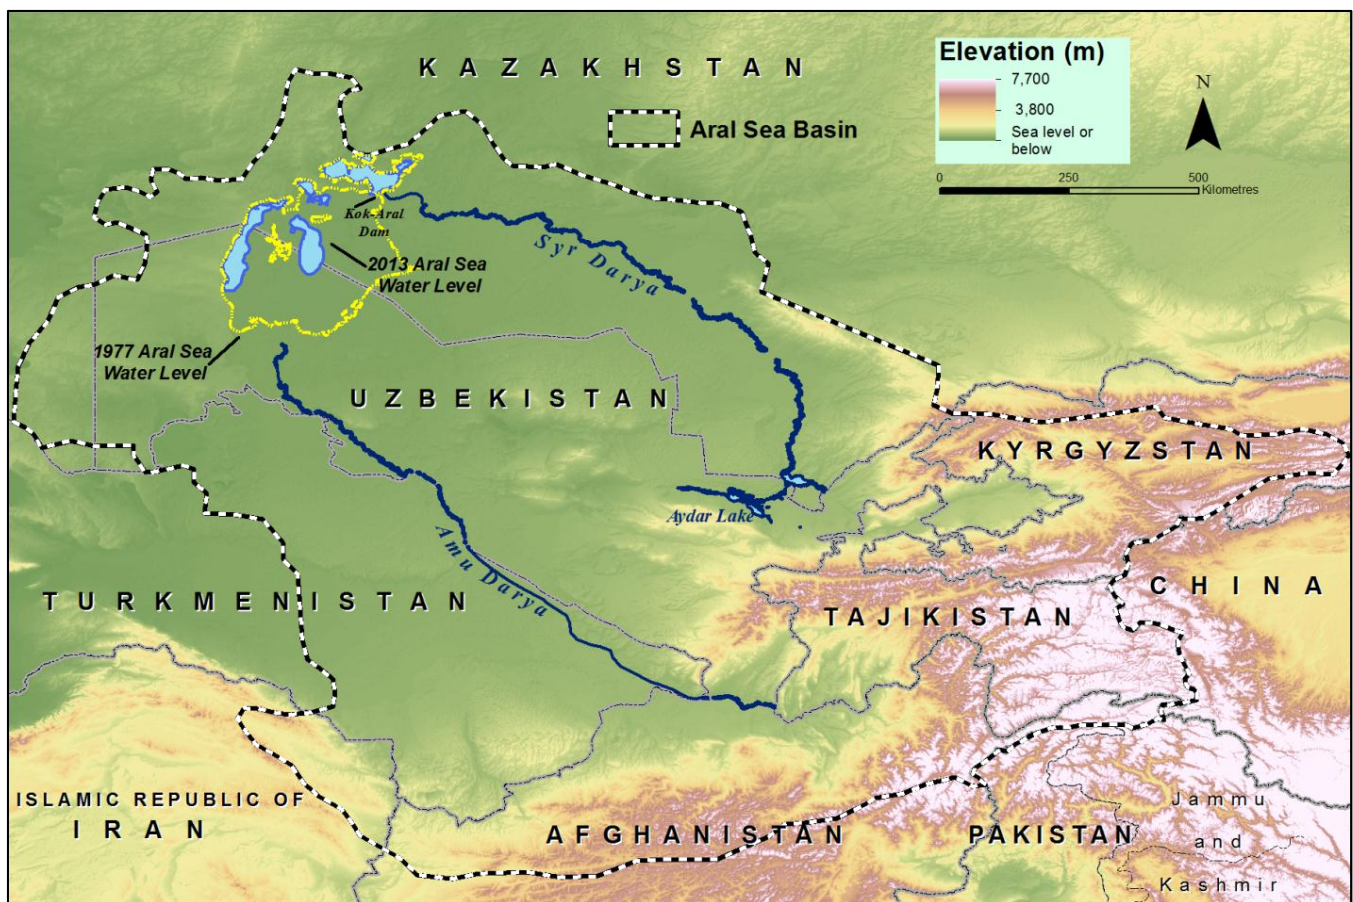 KAZAKHSTAN
Elevation (m)
7,700
3,800
Sea level or
below
N
Aral Sea Basin
0 250 500
Kilometres
Kok-Aral
Dam
Syr Darya
2013 Aral Sea
Water Level
1977 Aral Sea
Water Level
UZBEKISTAN
KYRGYZSTAN
Aydar Lake
Amu Darya
CHINA
TURKMENISTAN
TAJIKISTAN
ISLAMIC REPUBLIC OF
IRAN
AFGHANISTAN
PAKISTAN
Jammu
and
Kashmir